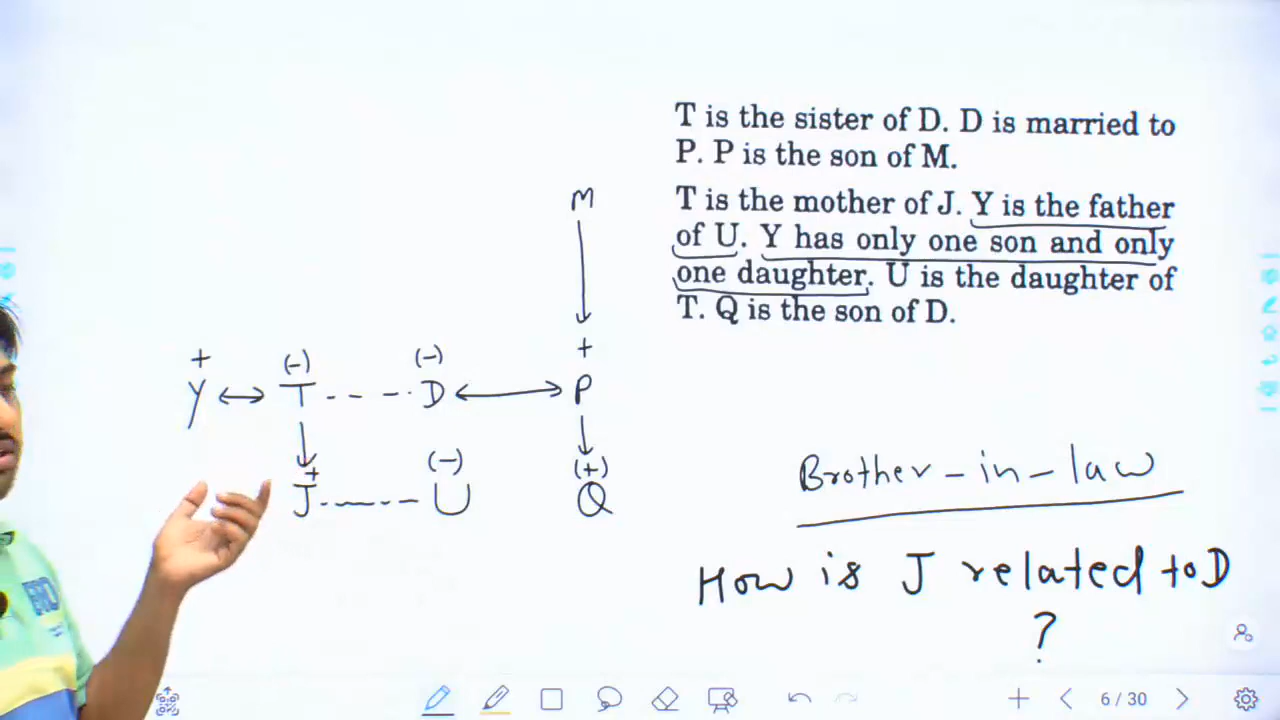 T is the sister of D. D is married to
P. P is the son of M.
T is the mother of J. Y is the father
of U. Y has only one son and only
one daughter. U is the daughter of
T. Q is the son of D.
M
+
+ (-) (-)
Y ↔ T ----- D ↔ P
+ (-) (+)
J ------- U Q
Brother-in-law
How is J related to D
?
6 / 30